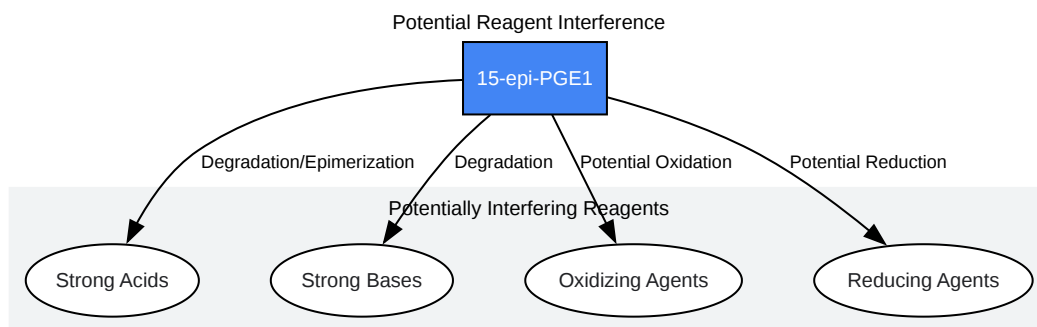 Potential Reagent Interference
15-epi-PGE1
Degradation/Epimerization
Degradation
Potential Oxidation
Potential Reduction
Potentially Interfering Reagents
Strong Acids
Strong Bases
Oxidizing Agents
Reducing Agents